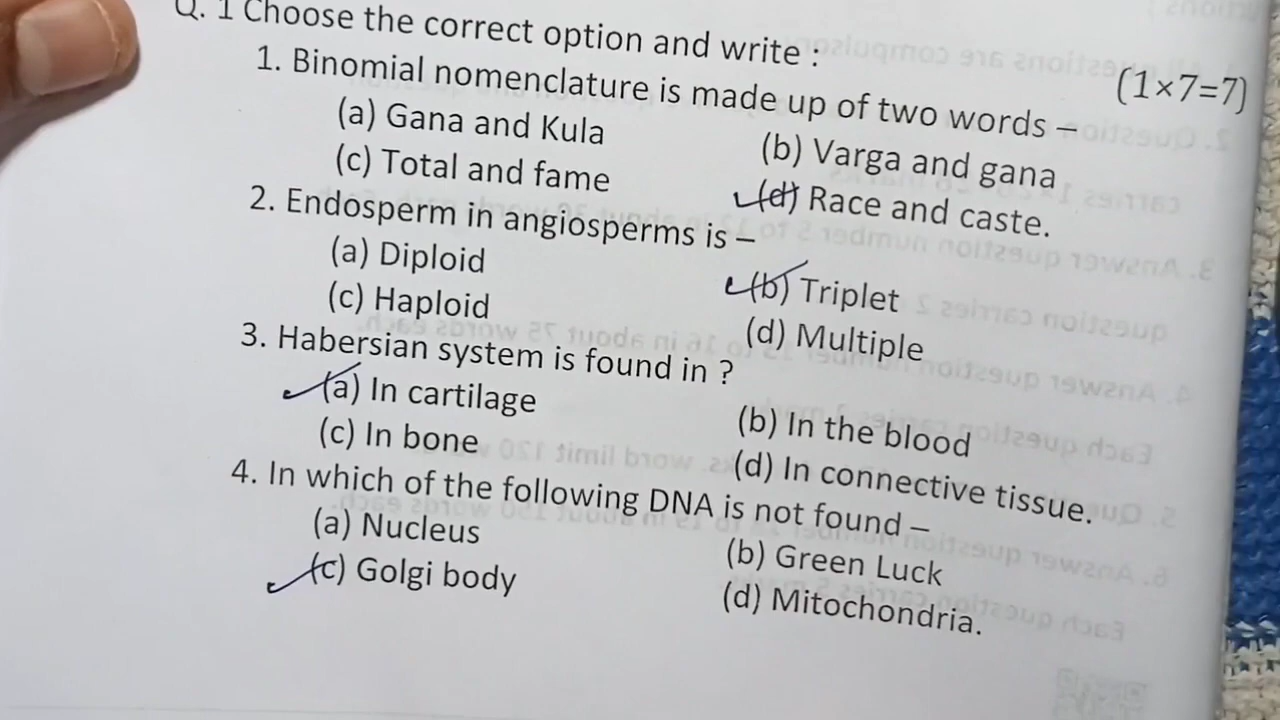 Q. 1 Choose the correct option and write :
(1×7=7)
1. Binomial nomenclature is made up of two words –
(a) Gana and Kula (b) Varga and gana
(c) Total and fame (d) Race and caste.
2. Endosperm in angiosperms is –
(a) Diploid (b) Triplet
(c) Haploid (d) Multiple
3. Habersian system is found in ?
(a) In cartilage (b) In the blood
(c) In bone (d) In connective tissue.
4. In which of the following DNA is not found –
(a) Nucleus (b) Green Luck
(c) Golgi body (d) Mitochondria.